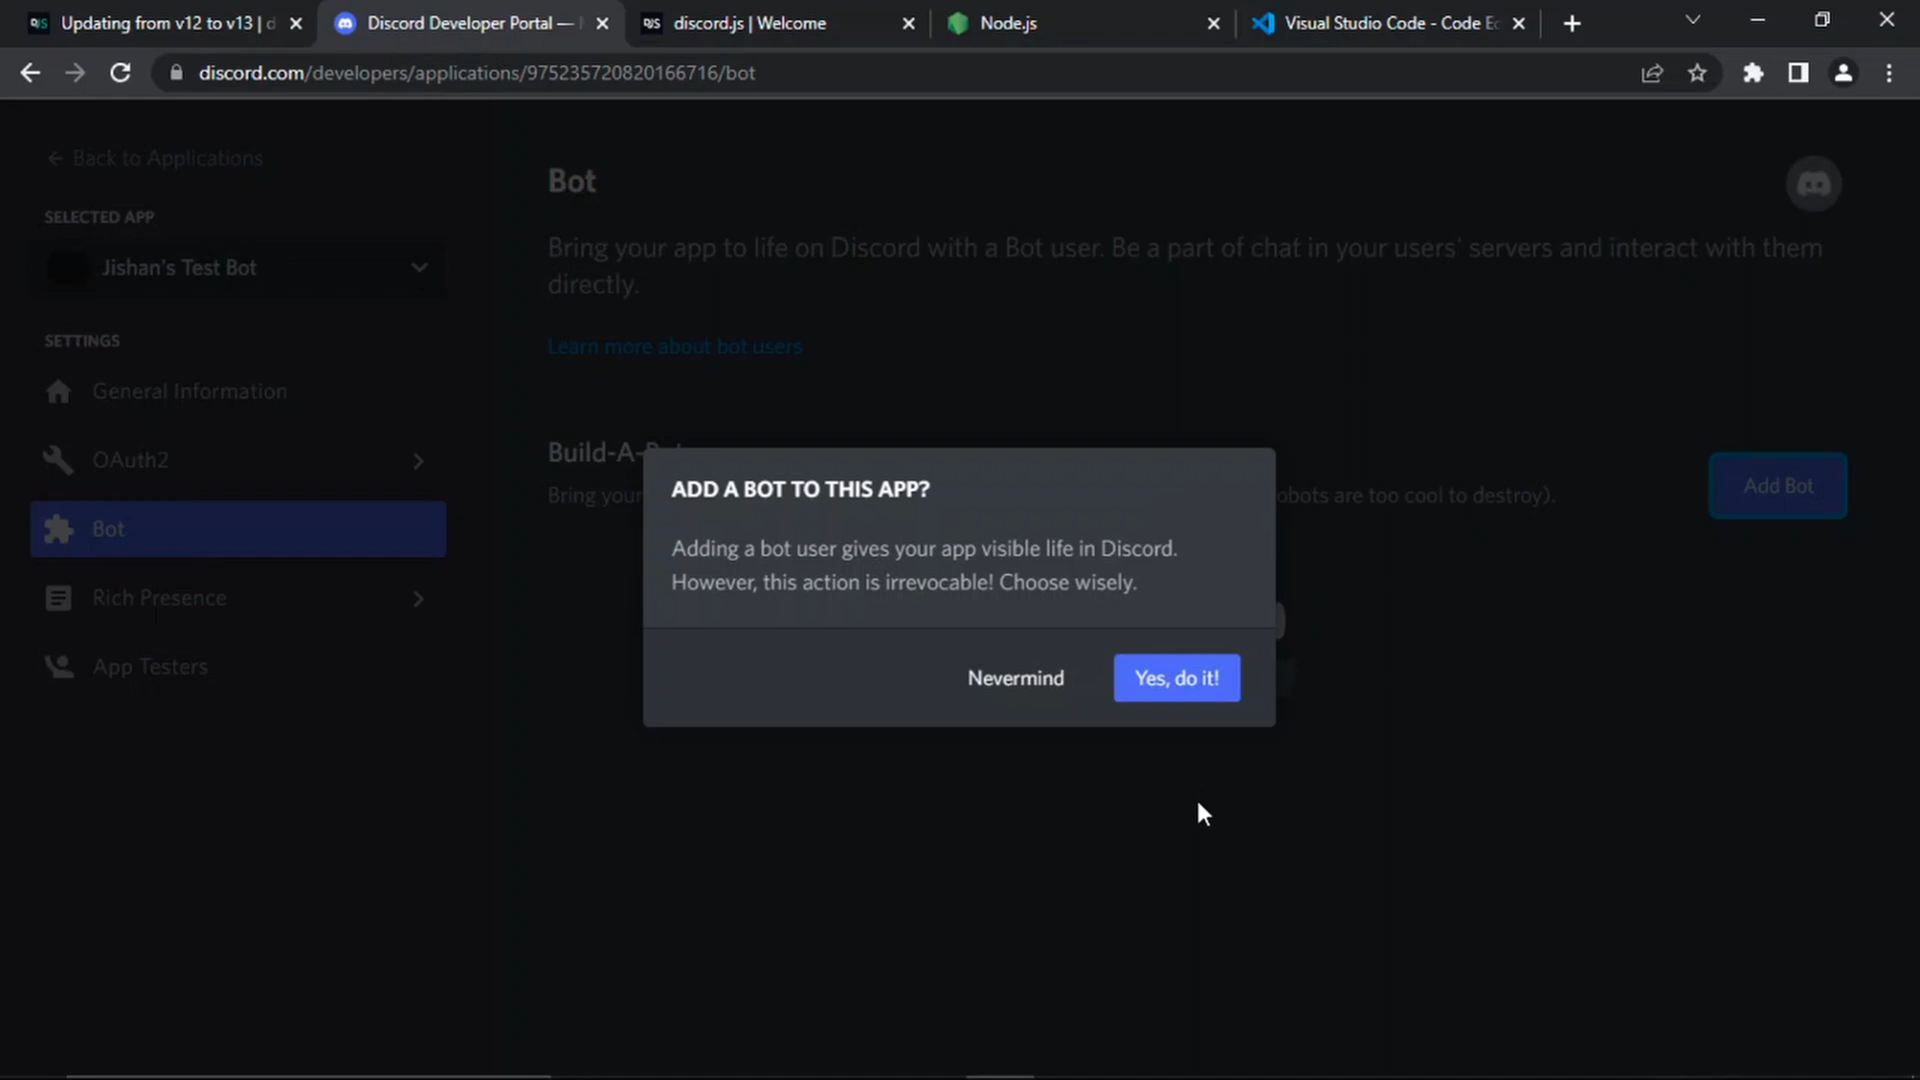 Updating from v12 to v13 | d
Discord Developer Portal —
discord.js | Welcome
Node.js
Visual Studio Code - Code Ed
discord.com/developers/applications/975235720820166716/bot
Back to Applications
SELECTED APP
Jishan's Test Bot
SETTINGS
General Information
OAuth2
Bot
Rich Presence
App Testers
Bot
Bring your app to life on Discord with a Bot user. Be a part of chat in your users' servers and interact with them
directly.
Learn more about bot users
Build-A-Bot
Bring your
obots are too cool to destroy).
Add Bot
ADD A BOT TO THIS APP?
Adding a bot user gives your app visible life in Discord.
However, this action is irrevocable! Choose wisely.
Nevermind
Yes, do it!